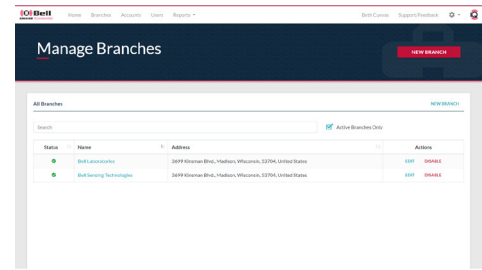 Bell
Home Branches Accounts Users Reports
Beth Conway Support/Feedback
Manage Branches
NEW BRANCH
All Branches
NEW BRANCH
Search
Active Branches Only
Status Name Address Actions
Bell Laboratories 3699 Kinsman Blvd., Madison, Wisconsin, 53704, United States EDIT DISABLE
Bell Sensing Technologies 3699 Kinsman Blvd., Madison, Wisconsin, 53704, United States EDIT DISABLE